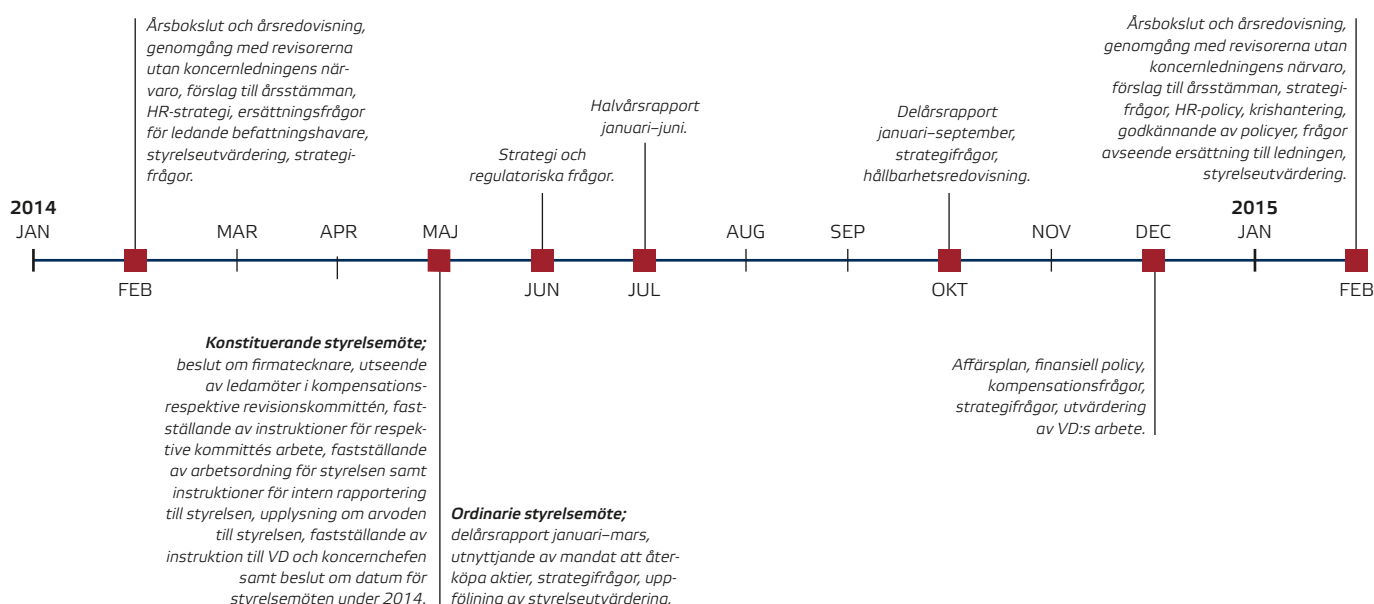 Årsbokslut och årsredovisning,
genomgång med revisorerna
utan koncernledningens när-
varo, förslag till årsstämman,
HR-strategi, ersättningsfrågor
för ledande befattningshavare,
styrelseutvärdering, strategi-
frågor.
Strategi och
regulatoriska frågor.
Halvårsrapport
januari–juni.
Delårsrapport
januari–september,
strategifrågor,
hållbarhetsredovisning.
Årsbokslut och årsredovisning,
genomgång med revisorerna utan
koncernledningens närvaro,
förslag till årsstämman, strategi-
frågor, HR-policy, krishantering,
godkännande av policyer, frågor
avseende ersättning till ledningen,
styrelseutvärdering.
2014
JAN
FEB
MAR
APR
MAJ
JUN
JUL
AUG
SEP
OKT
NOV
DEC
2015
JAN
FEB
Konstituerande styrelsemöte;
beslut om firmatecknare, utseende
av ledamöter i kompensations-
respektive revisionskommittén, fast-
ställande av instruktioner för respek-
tive kommittés arbete, fastställande
av arbetsordning för styrelsen samt
instruktioner för intern rapportering
till styrelsen, upplysning om arvoden
till styrelsen, fastställande av
instruktion till VD och koncernchefen
samt beslut om datum för
styrelsemöten under 2014.
Ordinarie styrelsemöte;
delårsrapport januari–mars,
utnyttjande av mandat att åter-
köpa aktier, strategifrågor, upp-
följning av styrelseutvärdering.
Affärsplan, finansiell policy,
kompensationsfrågor,
strategifrågor, utvärdering
av VD:s arbete.